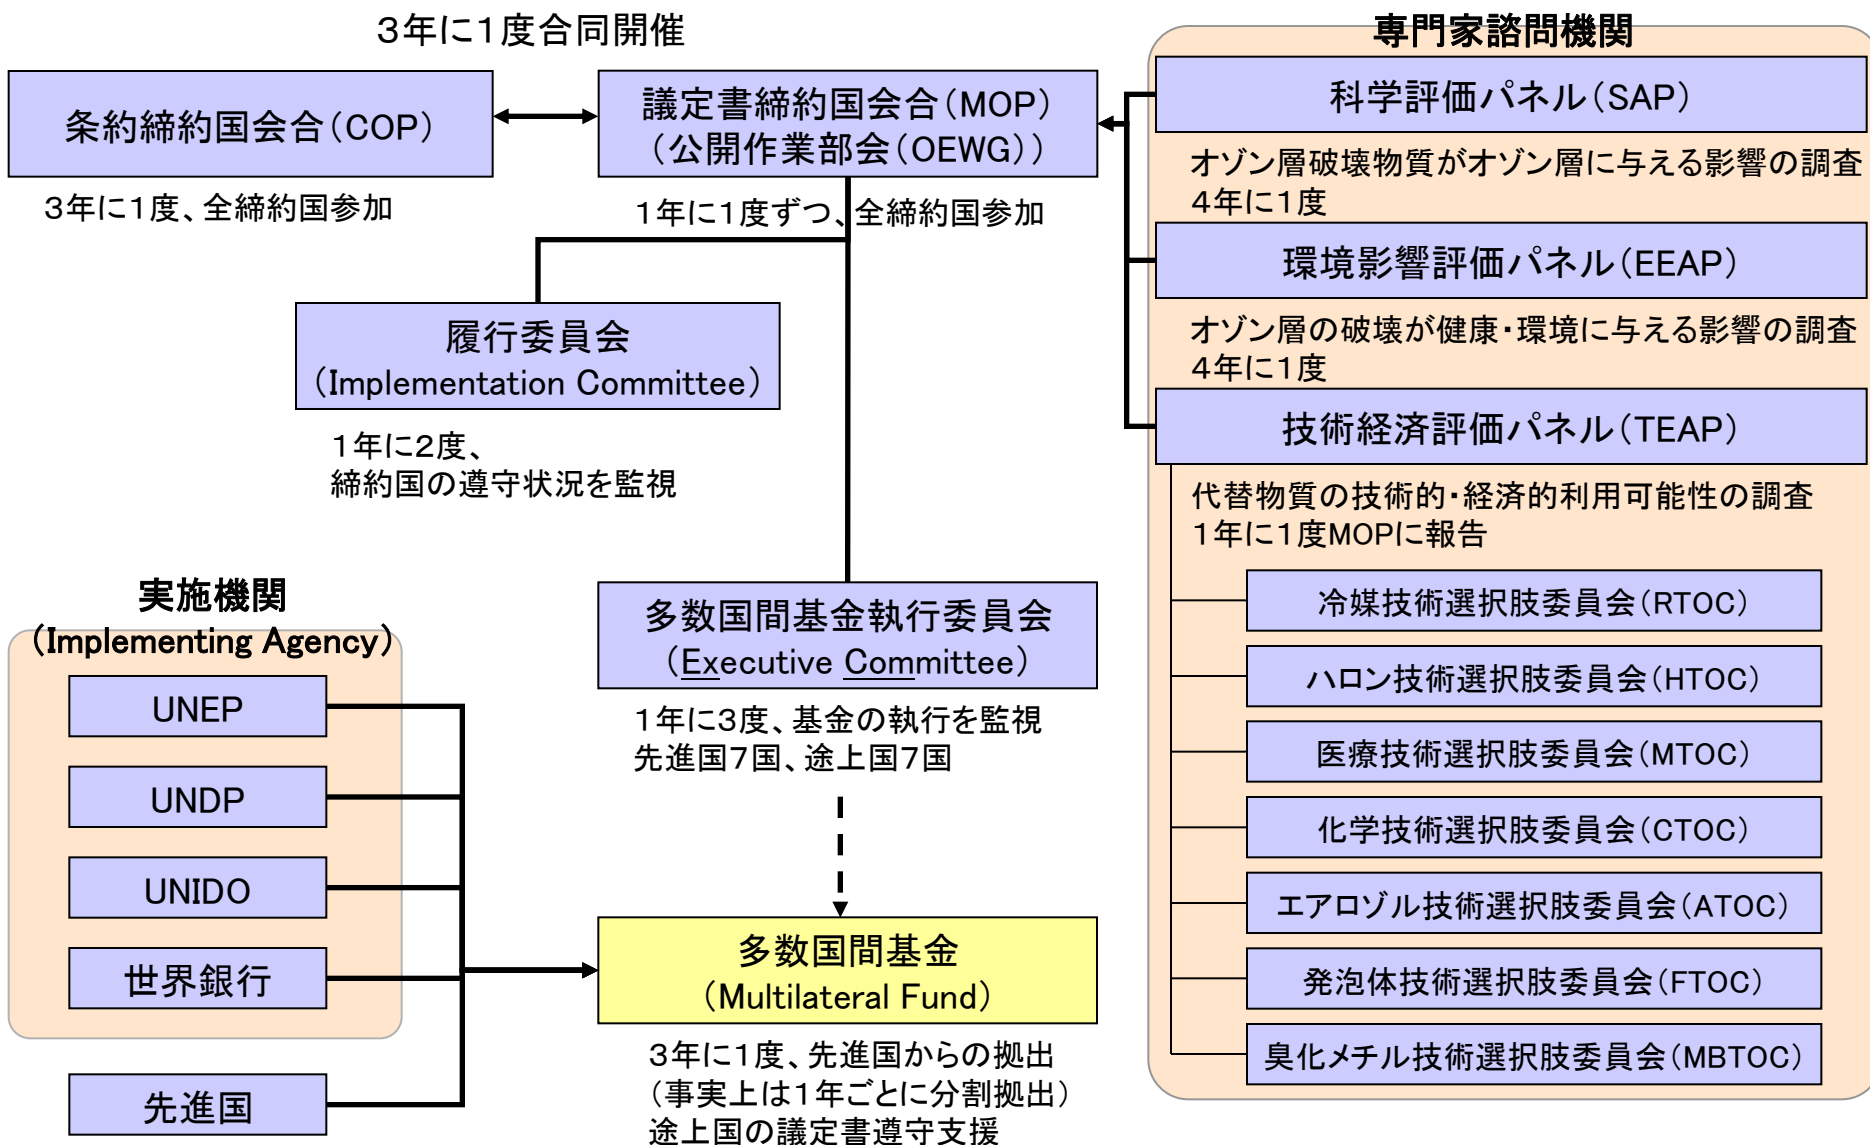 ３年に１度合同開催
条約締約国会合（COP）
３年に１度、全締約国参加
議定書締約国会合（MOP）
（公開作業部会（OEWG））
１年に１度ずつ、全締約国参加
履行委員会
（Implementation Committee）
１年に２度、
締約国の遵守状況を監視
多数国間基金執行委員会
（Executive Committee）
１年に３度、基金の執行を監視
先進国７国、途上国７国
実施機関
（Implementing Agency）
UNEP
UNDP
UNIDO
世界銀行
先進国
多数国間基金
（Multilateral Fund）
３年に１度、先進国からの拠出
（事実上は１年ごとに分割拠出）
途上国の議定書遵守支援
専門家諮問機関
科学評価パネル（SAP）
オゾン層破壊物質がオゾン層に与える影響の調査
４年に１度
環境影響評価パネル（EEAP）
オゾン層の破壊が健康・環境に与える影響の調査
４年に１度
技術経済評価パネル（TEAP）
代替物質の技術的・経済的利用可能性の調査
１年に１度MOPに報告
冷媒技術選択肢委員会（RTOC）
ハロン技術選択肢委員会（HTOC）
医療技術選択肢委員会（MTOC）
化学技術選択肢委員会（CTOC）
エアロゾル技術選択肢委員会（ATOC）
発泡体技術選択肢委員会（FTOC）
臭化メチル技術選択肢委員会（MBTOC）